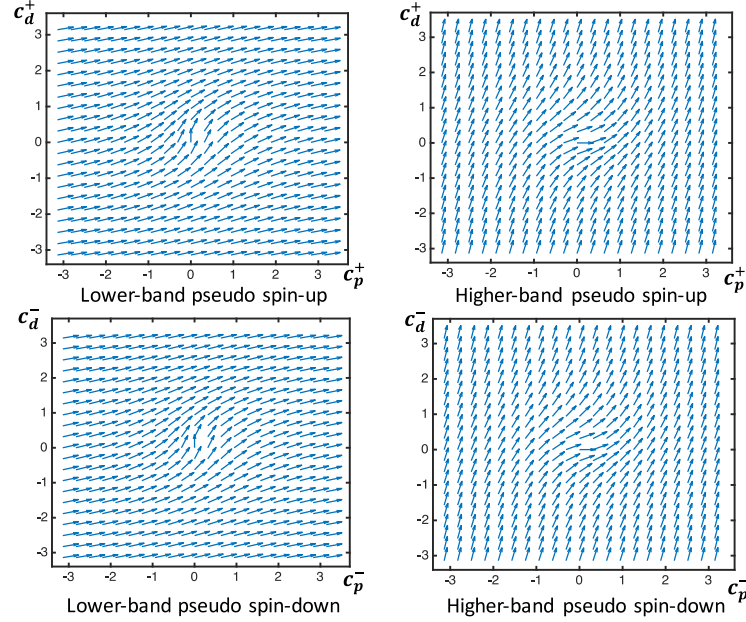 c_d^+
3
2
1
0
-1
-2
-3
-3 -2 -1 0 1 2 3
c_p^+
Lower-band pseudo spin-up
c_d^+
3
2
1
0
-1
-2
-3
-3 -2 -1 0 1 2 3
c_p^+
Higher-band pseudo spin-up
c_d^-
3
2
1
0
-1
-2
-3
-3 -2 -1 0 1 2 3
c_p^-
Lower-band pseudo spin-down
c_d^-
3
2
1
0
-1
-2
-3
-3 -2 -1 0 1 2 3
c_p^-
Higher-band pseudo spin-down